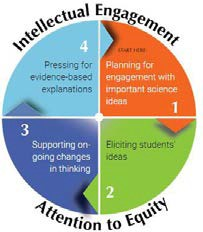 Intellectual Engagement
4
Pressing for
evidence-based
explanations
START HERE
Planning for
engagement with
important science
ideas
1
3
Supporting on-
going changes
in thinking
Eliciting students'
ideas
2
Attention to Equity